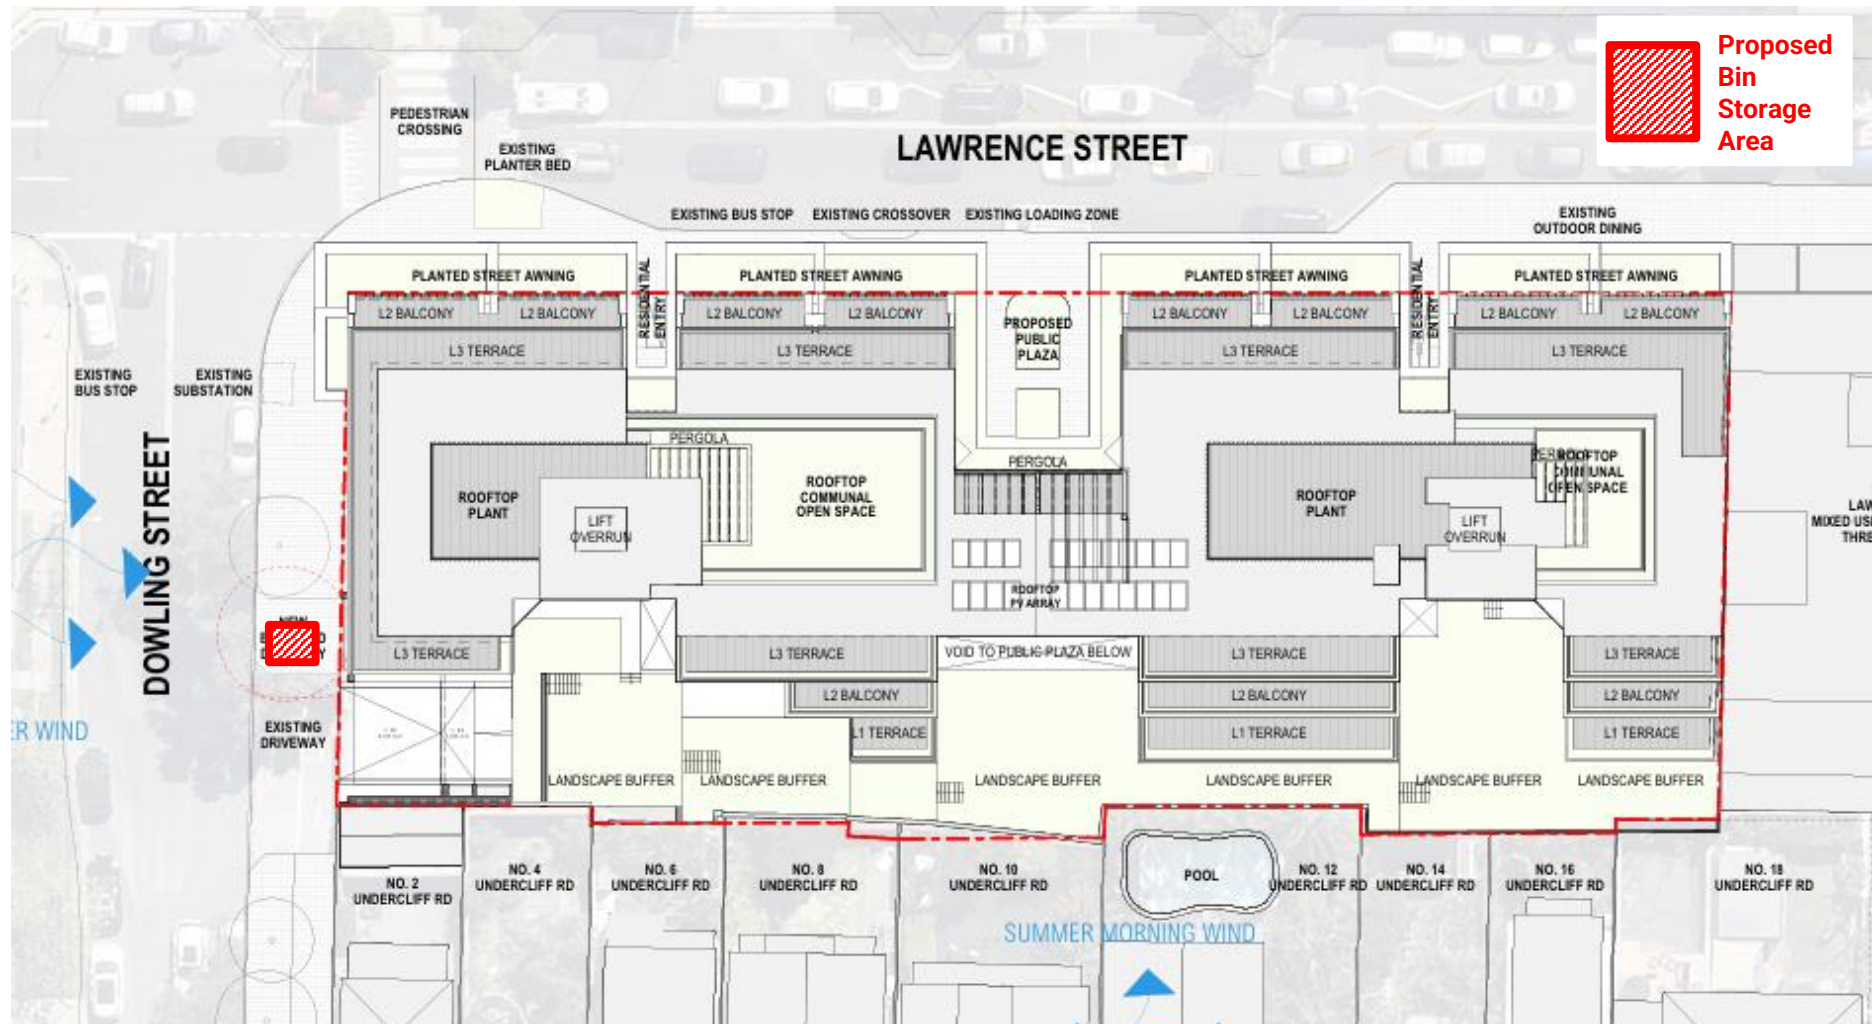 Proposed
Bin
Storage
Area
PEDESTRIAN
CROSSING
EXISTING
PLANTER BED
LAWRENCE STREET
EXISTING BUS STOP
EXISTING CROSSOVER
EXISTING LOADING ZONE
EXISTING
OUTDOOR DINING
PLANTED STREET AWNING
RESIDENTIAL
ENTRY
PLANTED STREET AWNING
PLANTED STREET AWNING
RESIDENTIAL
ENTRY
PLANTED STREET AWNING
L2 BALCONY
L2 BALCONY
L2 BALCONY
L2 BALCONY
PROPOSED
PUBLIC
PLAZA
L2 BALCONY
L2 BALCONY
L2 BALCONY
L2 BALCONY
L3 TERRACE
L3 TERRACE
L3 TERRACE
L3 TERRACE
EXISTING
BUS STOP
EXISTING
SUBSTATION
DOWLING STREET
PERGOLA
PERGOLA
ROOFTOP
PLANT
LIFT
OVERRUN
ROOFTOP
COMMUNAL
OPEN SPACE
ROOFTOP
PLANT
LIFT
OVERRUN
PERGOLA
ROOFTOP
COMMUNAL
OPEN SPACE
LAW
MIXED US
THRE
ROOFTOP
PV ARRAY
NEW
L3 TERRACE
L3 TERRACE
VOID TO PUBLIC PLAZA BELOW
L3 TERRACE
L3 TERRACE
L2 BALCONY
L2 BALCONY
L2 BALCONY
ER WIND
EXISTING
DRIVEWAY
L1 TERRACE
L1 TERRACE
L1 TERRACE
LANDSCAPE BUFFER
LANDSCAPE BUFFER
LANDSCAPE BUFFER
LANDSCAPE BUFFER
LANDSCAPE BUFFER
LANDSCAPE BUFFER
NO. 2
UNDERCLIFF RD
NO. 4
UNDERCLIFF RD
NO. 6
UNDERCLIFF RD
NO. 8
UNDERCLIFF RD
NO. 10
UNDERCLIFF RD
POOL
NO. 12
UNDERCLIFF RD
NO. 14
UNDERCLIFF RD
NO. 16
UNDERCLIFF RD
NO. 18
UNDERCLIFF RD
SUMMER MORNING WIND